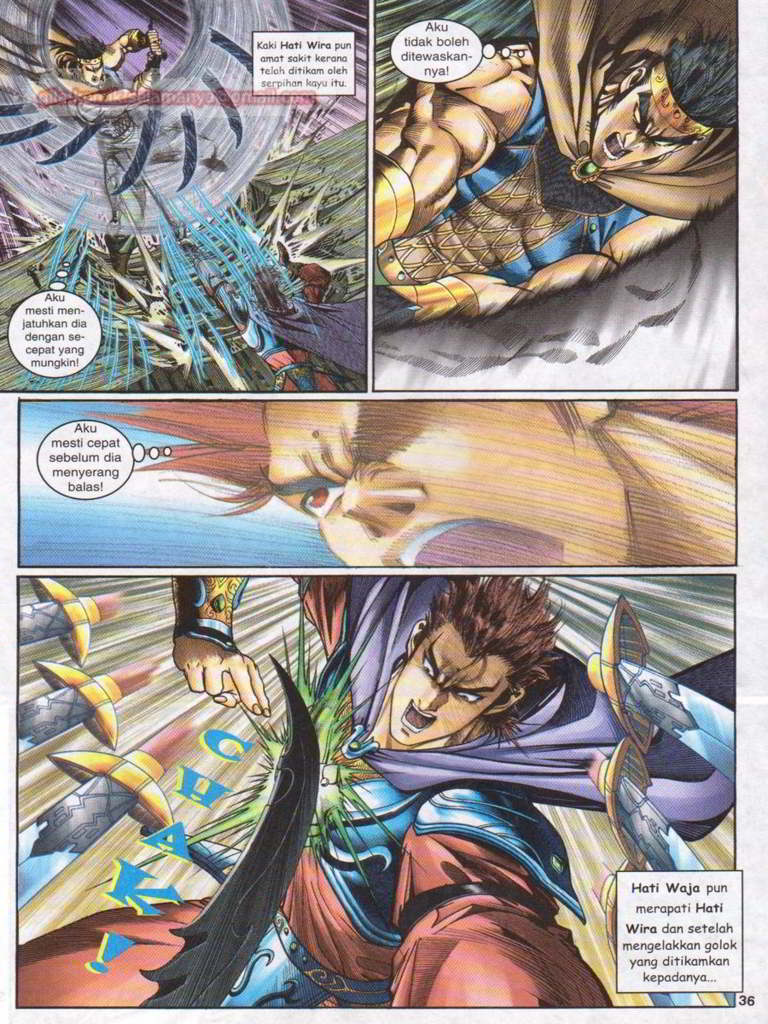 Kaki Hati Wira pun
amat sakit kerana
telah ditikam oleh
serpihan kayu itu.
Aku
mesti men-
jatuhkan dia
dengan se-
cepat yang
mungkin!
Aku
tidak boleh
ditewaskan-
nya!
Aku
mesti cepat
sebelum dia
menyerang
balas!
CHAK!
Hati Waja pun
merapati Hati
Wira dan setelah
mengelakkan golok
yang ditikamkan
kepadanya...
36